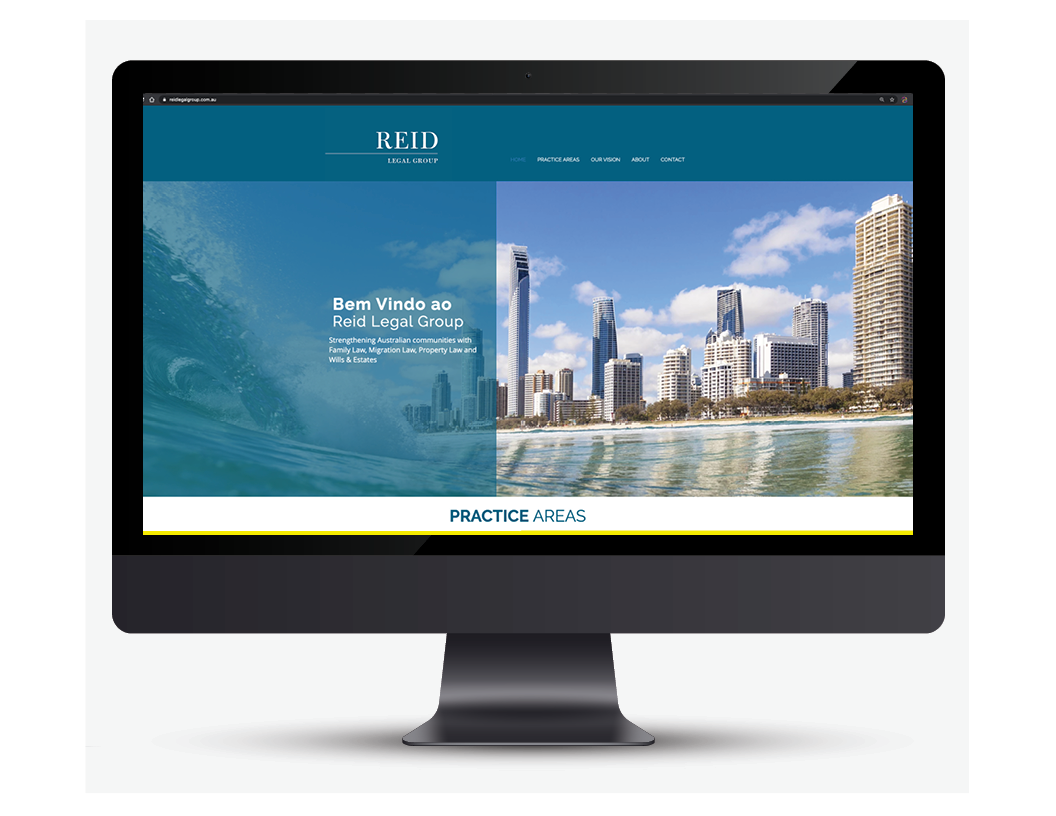 reidlegalgroup.com.au
REID
LEGAL GROUP
HOME PRACTICE AREAS OUR VISION ABOUT CONTACT
Bem Vindo ao
Reid Legal Group
Strengthening Australian communities with
Family Law, Migration Law, Property Law and
Wills & Estates
PRACTICE AREAS